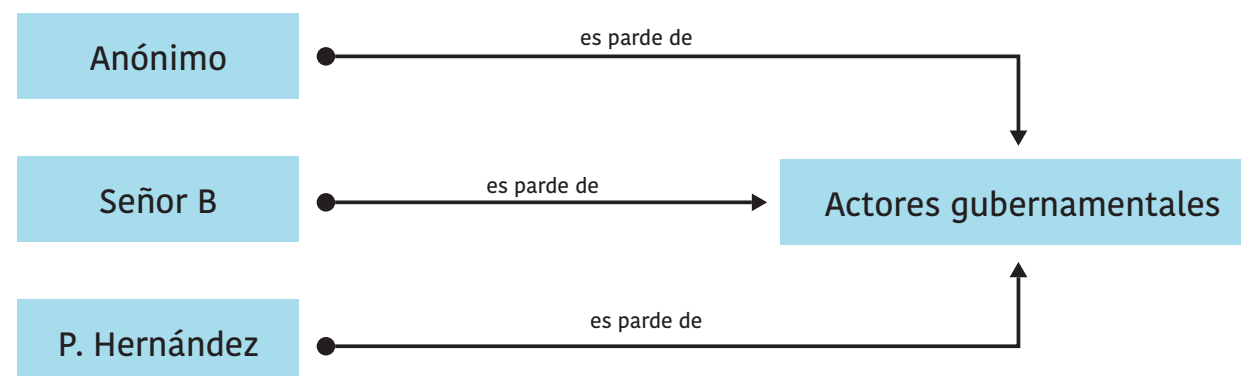 Anónimo
es parde de
Señor B
es parde de
Actores gubernamentales
P. Hernández
es parde de